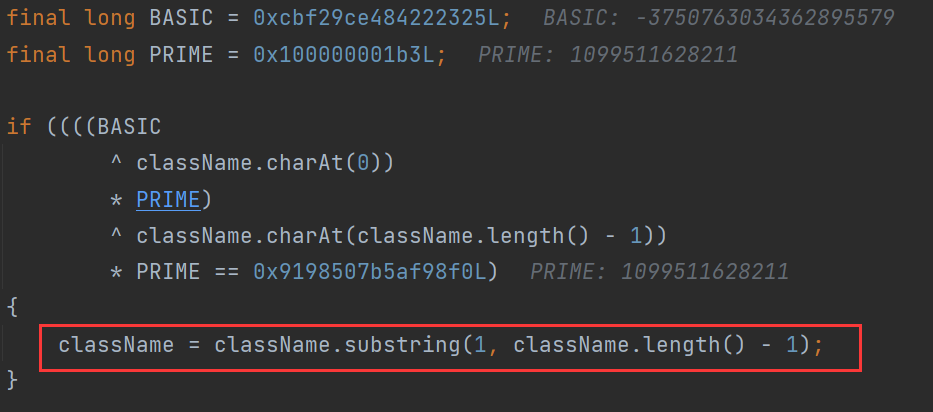 final long BASIC = 0xcbf29ce484222325L; BASIC: -3750763034362895579
final long PRIME = 0x100000001b3L; PRIME: 1099511628211
if ((((BASIC
^ className.charAt(0))
* PRIME)
^ className.charAt(className.length() - 1))
* PRIME == 0x9198507b5af98f0L) PRIME: 1099511628211
{
className = className.substring(1, className.length() - 1);
}